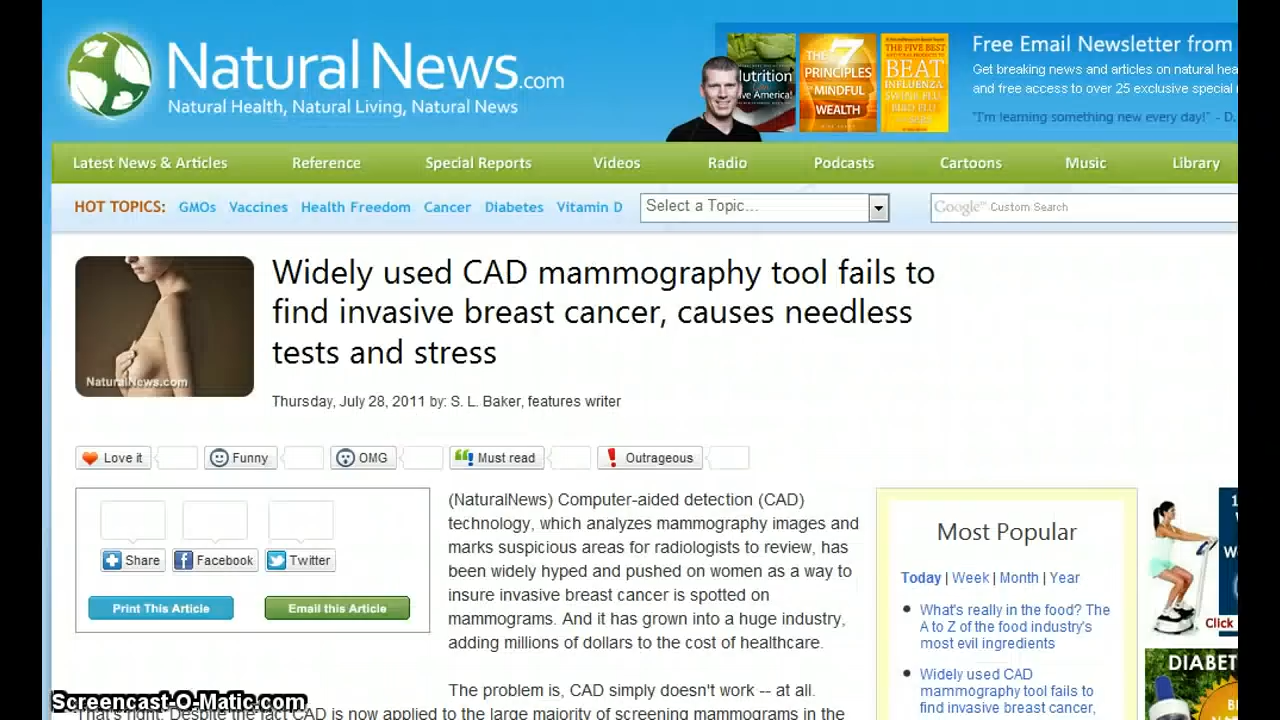 NaturalNews.com
Natural Health, Natural Living, Natural News
Nutrition
ve America!
THE 7 PRINCIPLES OF MINDFUL WEALTH
THE FIVE BEST
BEAT
INFLUENZA
SWINE FLU
BIRD FLU
Free Email Newsletter from
Get breaking news and articles on natural hea
and free access to over 25 exclusive special
"I'm learning something new every day!" - D.
Latest News & Articles Reference Special Reports Videos Radio Podcasts Cartoons Music Library
HOT TOPICS: GMOs Vaccines Health Freedom Cancer Diabetes Vitamin D Select a Topic... Google™ Custom Search
NaturalNews.com
Widely used CAD mammography tool fails to
find invasive breast cancer, causes needless
tests and stress
Thursday, July 28, 2011 by: S. L. Baker, features writer
Love it Funny OMG Must read Outrageous
Share Facebook Twitter
Print This Article Email this Article
(NaturalNews) Computer-aided detection (CAD)
technology, which analyzes mammography images and
marks suspicious areas for radiologists to review, has
been widely hyped and pushed on women as a way to
insure invasive breast cancer is spotted on
mammograms. And it has grown into a huge industry,
adding millions of dollars to the cost of healthcare.
The problem is, CAD simply doesn't work -- at all.
That's right. Despite the fact CAD is now applied to the large majority of screening mammograms in the
Most Popular
Today | Week | Month | Year
What's really in the food? The
A to Z of the food industry's
most evil ingredients
Widely used CAD
mammography tool fails to
find invasive breast cancer,
Click
DIABET
Screencast-O-Matic.com